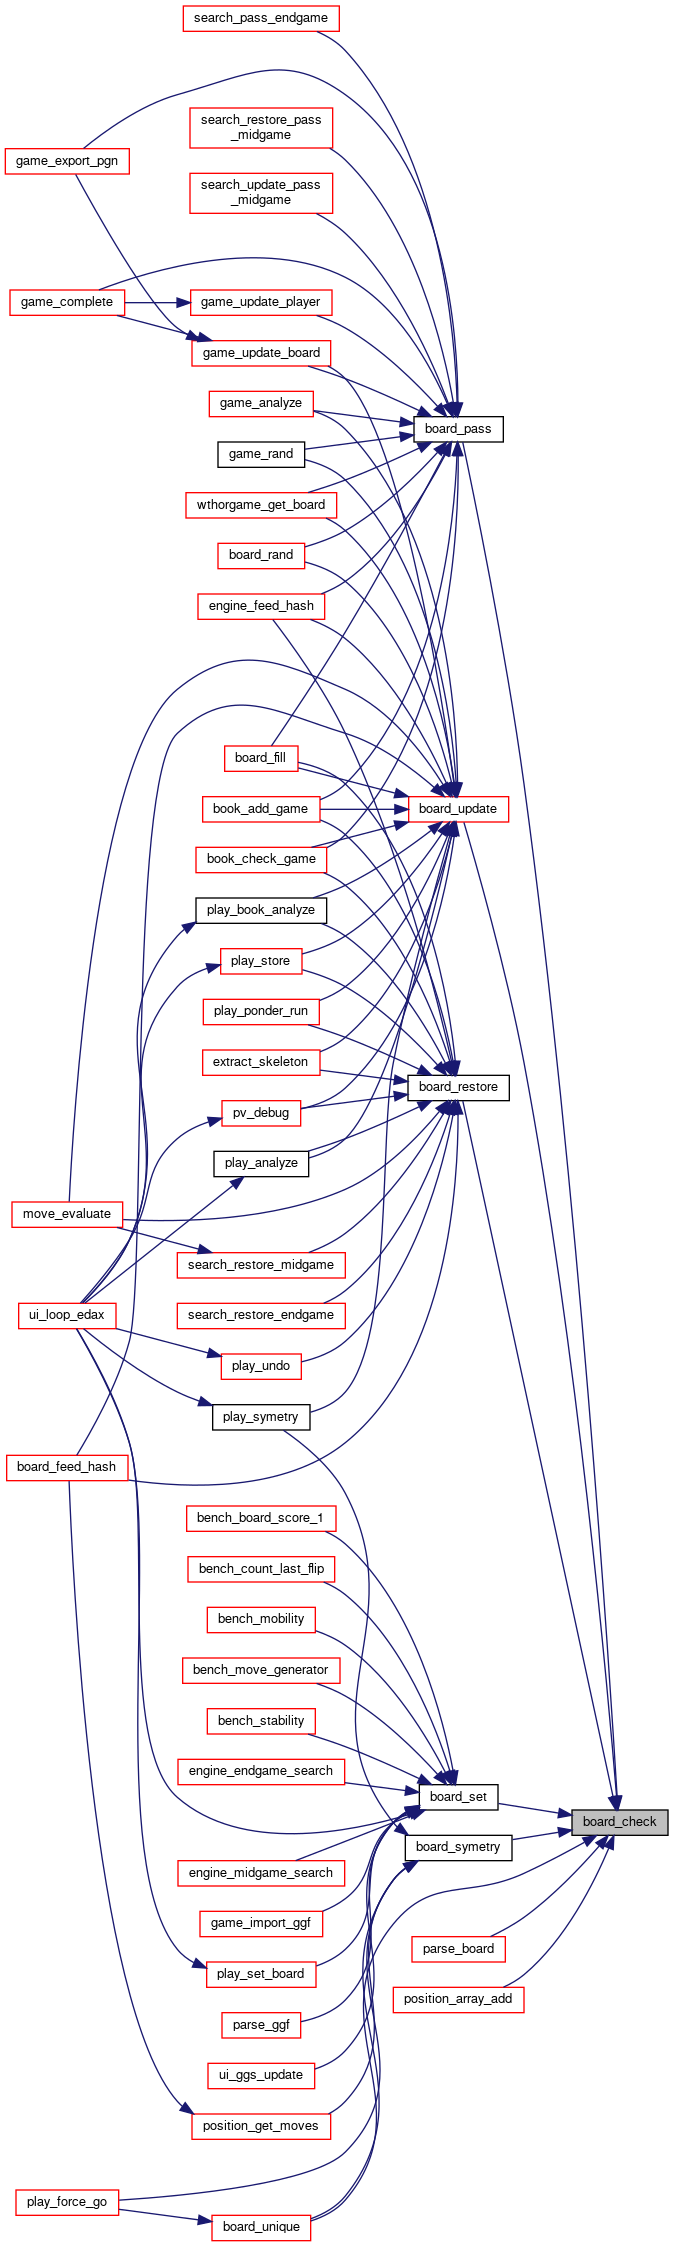 search_pass_endgame
search_restore_pass
_midgame
game_export_pgn
search_update_pass
_midgame
game_complete
game_update_player
game_update_board
game_analyze
board_pass
game_rand
wthorgame_get_board
board_rand
engine_feed_hash
board_fill
book_add_game
board_update
book_check_game
play_book_analyze
play_store
play_ponder_run
extract_skeleton
board_restore
pv_debug
play_analyze
move_evaluate
search_restore_midgame
ui_loop_edax
search_restore_endgame
play_undo
play_symetry
board_feed_hash
bench_board_score_1
bench_count_last_flip
bench_mobility
bench_move_generator
bench_stability
engine_endgame_search
board_set
board_check
board_symetry
engine_midgame_search
game_import_ggf
parse_board
play_set_board
position_array_add
parse_ggf
ui_ggs_update
position_get_moves
play_force_go
board_unique